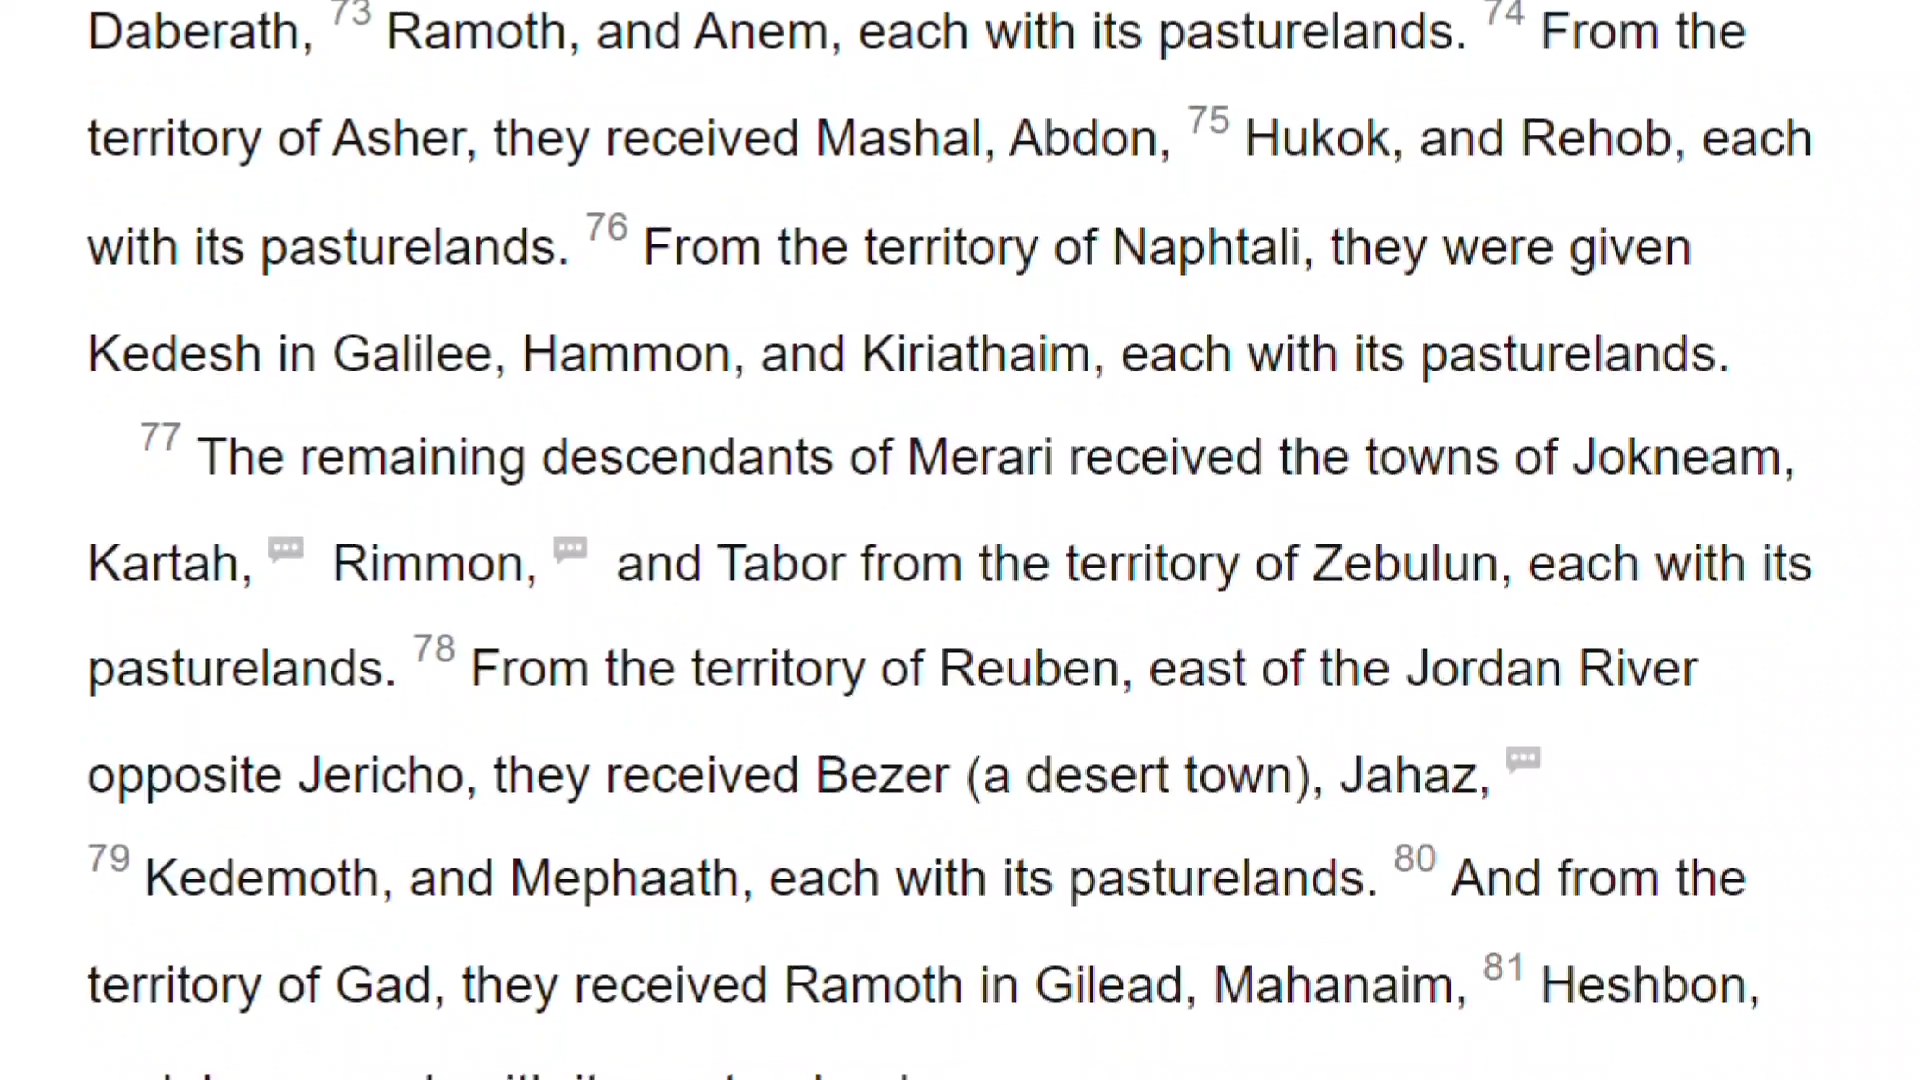 Daberath, 73 Ramoth, and Anem, each with its pasturelands. 74 From the
territory of Asher, they received Mashal, Abdon, 75 Hukok, and Rehob, each
with its pasturelands. 76 From the territory of Naphtali, they were given
Kedesh in Galilee, Hammon, and Kiriathaim, each with its pasturelands.
77 The remaining descendants of Merari received the towns of Jokneam,
Kartah, Rimmon, and Tabor from the territory of Zebulun, each with its
pasturelands. 78 From the territory of Reuben, east of the Jordan River
opposite Jericho, they received Bezer (a desert town), Jahaz,
79 Kedemoth, and Mephaath, each with its pasturelands. 80 And from the
territory of Gad, they received Ramoth in Gilead, Mahanaim, 81 Heshbon,